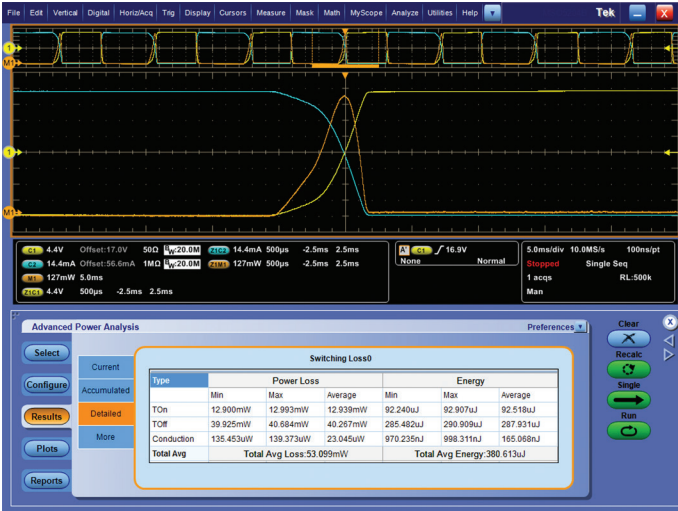 File Edit Vertical Digital Horiz/Acq Trig Display Cursors Measure Mask Math MyScope Analyze Utilities Help Tek X
1
M1
1
M1
C1 4.4V Offset:17.0V 50Ω BW:20.0M Z1C2 14.4mA 500µs -2.5ms 2.5ms
C2 14.4mA Offset:56.6mA 1MΩ BW:20.0M Z1M1 127mW 500µs -2.5ms 2.5ms
M1 127mW 5.0ms
Z1C1 4.4V 500µs -2.5ms 2.5ms
A' C1 16.9V
None Normal
5.0ms/div 10.0MS/s 100ns/pt
Stopped Single Seq
1 acqs RL:500k
Man
Advanced Power Analysis Preferences
Clear X
Select
Configure
Results
Plots
Reports
Current
Accumulated
Detailed
More
Switching Loss0
Type Power Loss Energy
Min Max Average Min Max Average
TOn 12.900mW 12.993mW 12.939mW 92.240uJ 92.907uJ 92.518uJ
TOff 39.925mW 40.684mW 40.267mW 285.482uJ 290.909uJ 287.931uJ
Conduction 135.453uW 139.373uW 23.045uW 970.235nJ 998.311nJ 165.068nJ
Total Avg Total Avg Loss:53.099mW Total Avg Energy:380.613uJ
Recalc
Single
Run